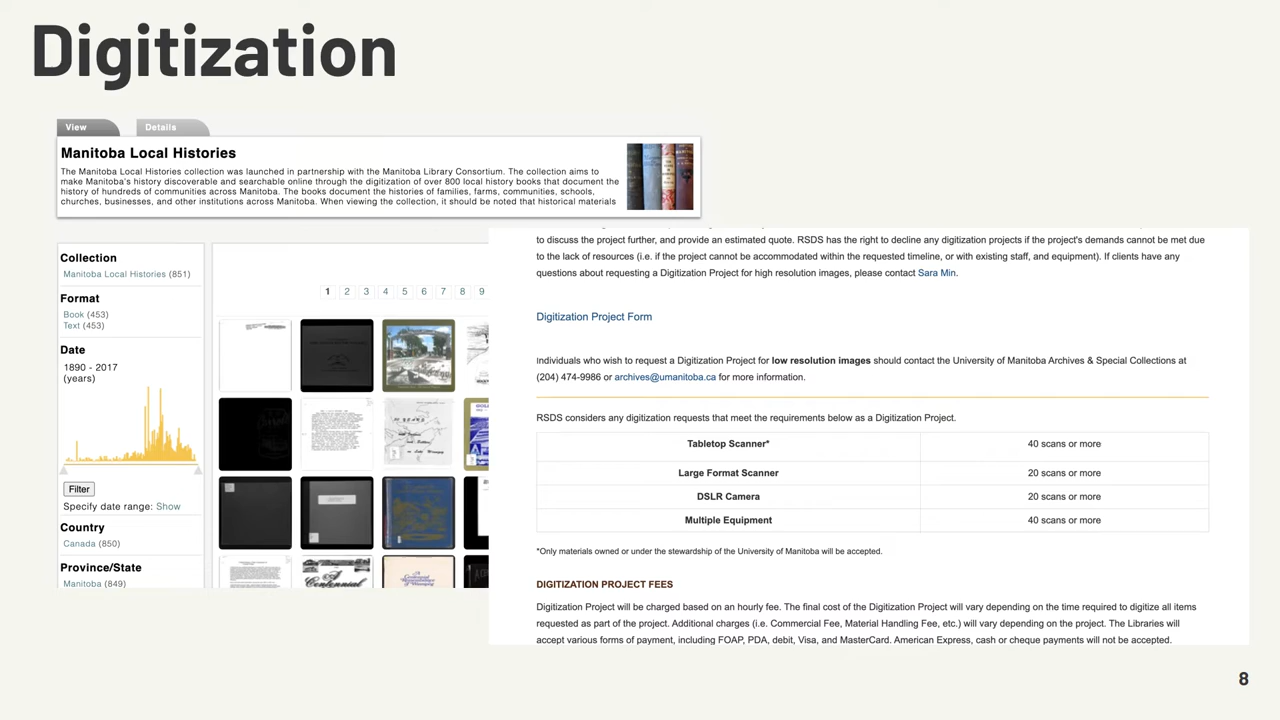 Digitization
View
Details
Manitoba Local Histories
The Manitoba Local Histories collection was launched in partnership with the Manitoba Library Consortium. The collection aims to
make Manitoba's history discoverable and searchable online through the digitization of over 800 local history books that document the
history of hundreds of communities across Manitoba. The books document the histories of families, farms, communities, schools,
churches, businesses, and other institutions across Manitoba. When viewing the collection, it should be noted that historical materials
Collection
Manitoba Local Histories (851)
Format
Book (453)
Text (453)
Date
1890 - 2017
(years)
Filter
Specify date range: Show
Country
Canada (850)
Province/State
Manitoba (849)
1 2 3 4 5 6 7 8 9
A Centennial
to discuss the project further, and provide an estimated quote. RSDS has the right to decline any digitization projects if the project's demands cannot be met due
to the lack of resources (i.e. if the project cannot be accommodated within the requested timeline, or with existing staff, and equipment). If clients have any
questions about requesting a Digitization Project for high resolution images, please contact Sara Min.
Digitization Project Form
Individuals who wish to request a Digitization Project for low resolution images should contact the University of Manitoba Archives & Special Collections at
(204) 474-9986 or archives@umanitoba.ca for more information.
RSDS considers any digitization requests that meet the requirements below as a Digitization Project.
Tabletop Scanner* 40 scans or more
Large Format Scanner 20 scans or more
DSLR Camera 20 scans or more
Multiple Equipment 40 scans or more
*Only materials owned or under the stewardship of the University of Manitoba will be accepted.
DIGITIZATION PROJECT FEES
Digitization Project will be charged based on an hourly fee. The final cost of the Digitization Project will vary depending on the time required to digitize all items
requested as part of the project. Additional charges (i.e. Commercial Fee, Material Handling Fee, etc.) will vary depending on the project. The Libraries will
accept various forms of payment, including FOAP, PDA, debit, Visa, and MasterCard. American Express, cash or cheque payments will not be accepted.
8